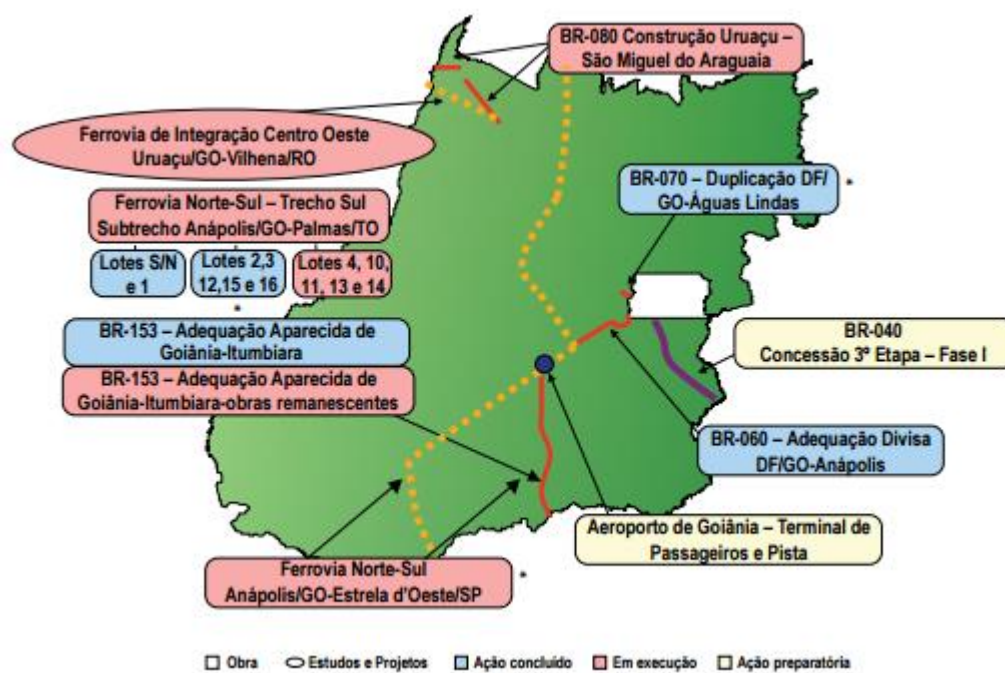 BR-080 Construção Uruaçu –
São Miguel do Araguaia
Ferrovia de Integração Centro Oeste
Uruaçu/GO-Vilhena/RO
BR-070 – Duplicação DF/
GO-Águas Lindas
*
Ferrovia Norte-Sul – Trecho Sul
Subtrecho Anápolis/GO-Palmas/TO
Lotes S/N
e 1
Lotes 2,3
12,15 e 16
Lotes 4, 10,
11, 13 e 14
*
BR-153 – Adequação Aparecida de
Goiânia-Itumbiara
BR-153 – Adequação Aparecida de
Goiânia-Itumbiara-obras remanescentes
BR-040
Concessão 3ª Etapa – Fase I
BR-060 – Adequação Divisa
DF/GO-Anápolis
Aeroporto de Goiânia – Terminal de
Passageiros e Pista
Ferrovia Norte-Sul
Anápolis/GO-Estrela d'Oeste/SP
*
Obra
Estudos e Projetos
Ação concluído
Em execução
Ação preparatória